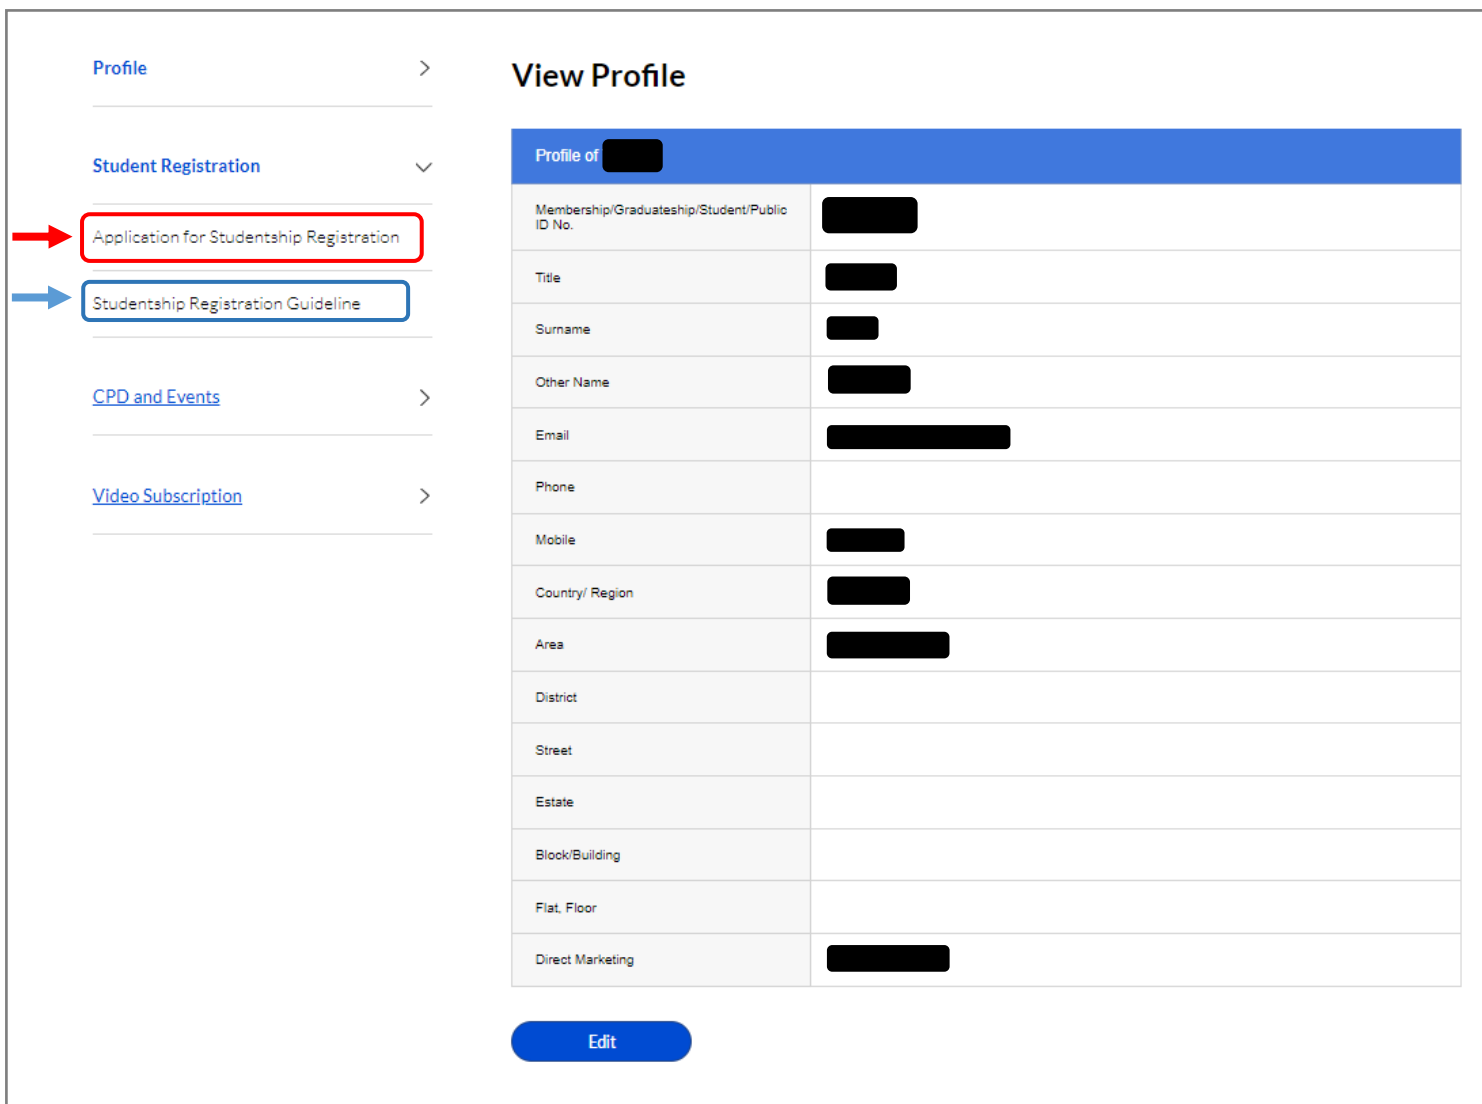 Profile
Student Registration
Application for Studentship Registration
Studentship Registration Guideline
CPD and Events
Video Subscription
View Profile
Profile of
Membership/Graduateship/Student/Public
ID No.
Title
Surname
Other Name
Email
Phone
Mobile
Country/ Region
Area
District
Street
Estate
Block/Building
Flat, Floor
Direct Marketing
Edit